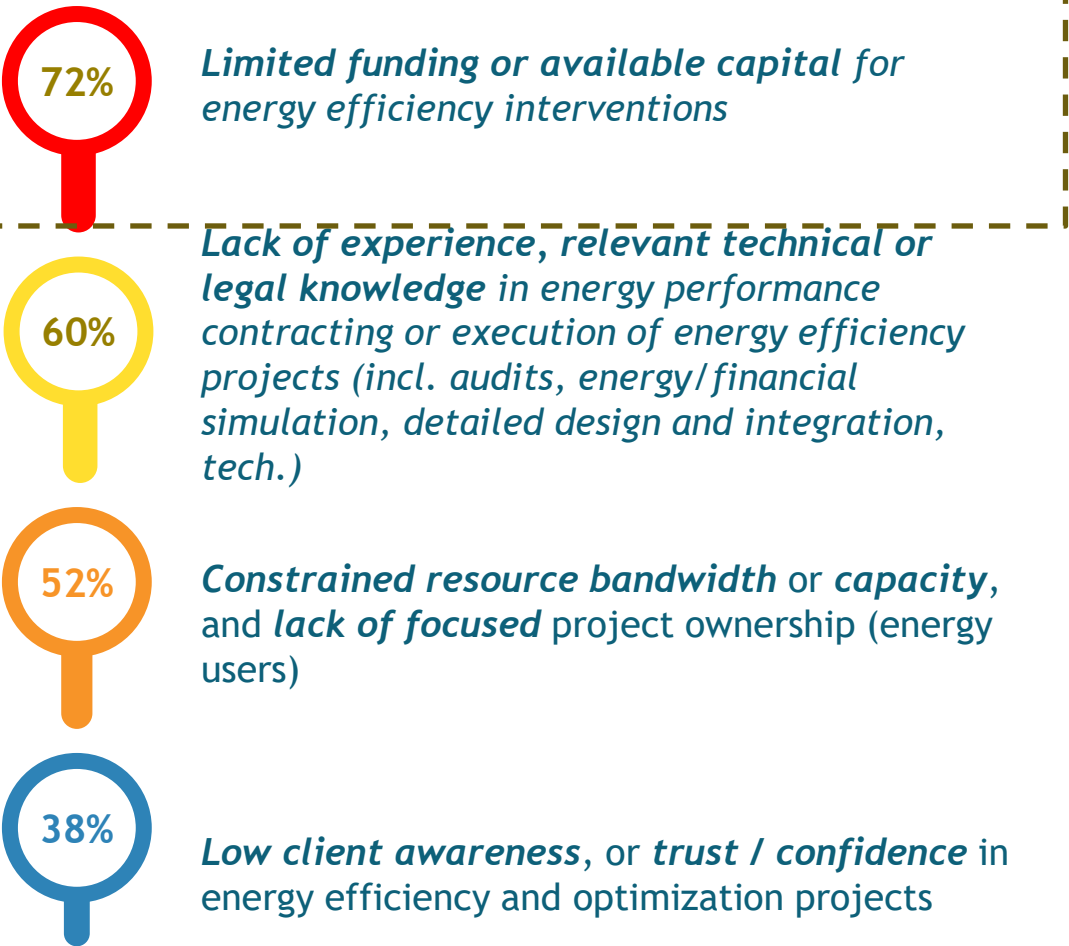 72%
Limited funding or available capital for
energy efficiency interventions
60%
Lack of experience, relevant technical or
legal knowledge in energy performance
contracting or execution of energy efficiency
projects (incl. audits, energy/financial
simulation, detailed design and integration,
tech.)
52%
Constrained resource bandwidth or capacity,
and lack of focused project ownership (energy
users)
38%
Low client awareness, or trust / confidence in
energy efficiency and optimization projects